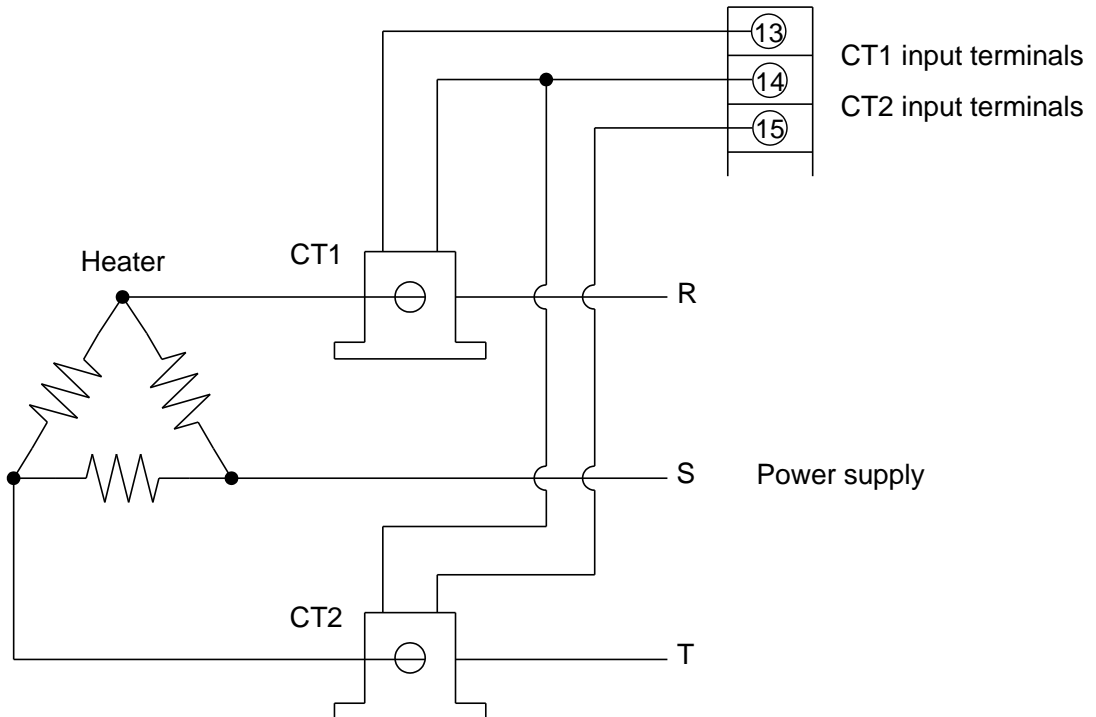 13
CT1 input terminals
14
CT2 input terminals
15
CT1
Heater
R
S
Power supply
CT2
T